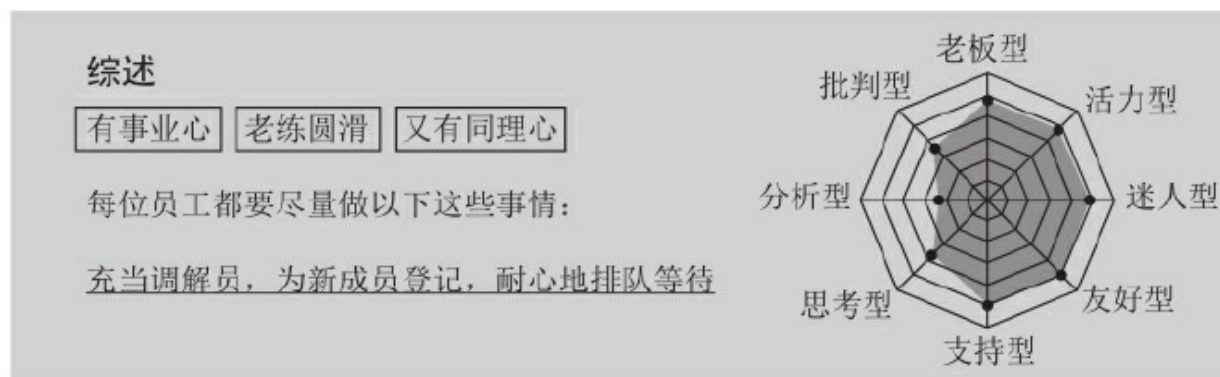 综述
有事业心 老练圆滑 又有同理心
每位员工都要尽量做以下这些事情：
充当调解员，为新成员登记，耐心地排队等待
老板型
批判型
活力型
分析型
迷人型
思考型
友好型
支持型